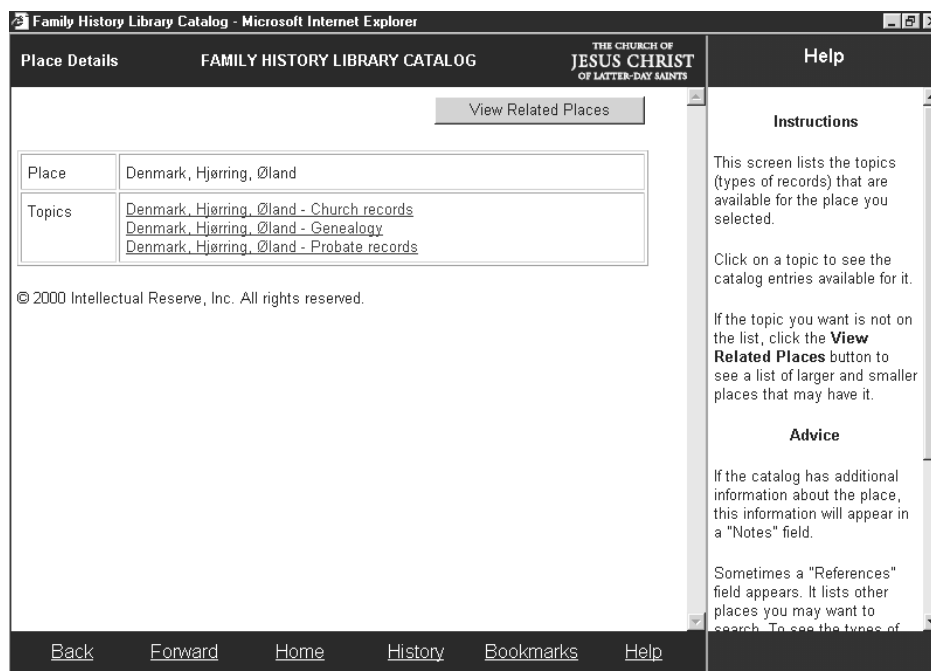 Family History Library Catalog - Microsoft Internet Explorer
Place Details
FAMILY HISTORY LIBRARY CATALOG
THE CHURCH OF
JESUS CHRIST
OF LATTER-DAY SAINTS
Help
View Related Places
Place
Denmark, Hjørring, Øland
Topics
Denmark, Hjørring, Øland - Church records
Denmark, Hjørring, Øland - Genealogy
Denmark, Hjørring, Øland - Probate records
© 2000 Intellectual Reserve, Inc. All rights reserved.
Instructions
This screen lists the topics
(types of records) that are
available for the place you
selected.
Click on a topic to see the
catalog entries available for it.
If the topic you want is not on
the list, click the View
Related Places button to
see a list of larger and smaller
places that may have it.
Advice
If the catalog has additional
information about the place,
this information will appear in
a "Notes" field.
Sometimes a "References"
field appears. It lists other
places you may want to
search. To see the types of
Back
Forward
Home
History
Bookmarks
Help